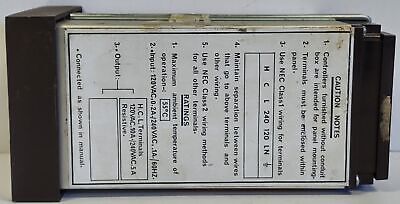 CAUTION NOTES
1- Controllers furnished without conduit
box are intended for panel mounting-
2- Terminals must be enclosed within
panel
3- Use NEC Class1 wiring for terminals
H C L 240 120 LN ⏚
4. Maintain separation between wires
that go to above terminals and
other wiring.
5. Use NEC Class2 wiring methods
for all other terminals-
RATINGS
1- Maximum ambient temperature of
operation: 55°C
2-Input: 120VAC-0.2A/240VAC, .1A/60HZ
3-Output: H,C,L Terminals
120VAC:10A/240VAC:5A
Resistive.
-Connected as shown in manual.